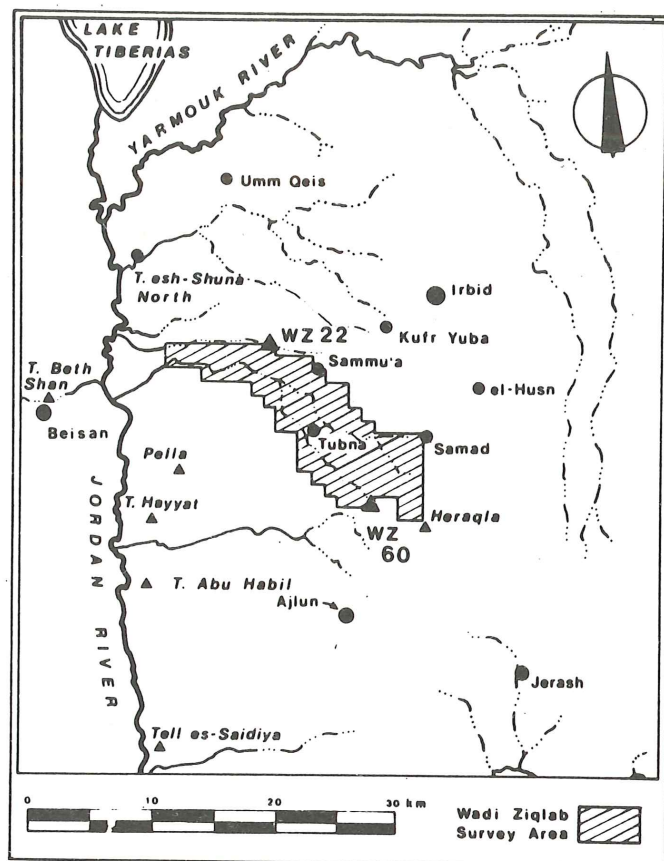 LAKE
TIBERIAS
YARMOUK RIVER
Umm Qeis
T. esh-Shuna
North
Irbid
WZ 22
Kufr Yuba
Sammu'a
T. Beth
Shan
el-Husn
Beisan
Tubna
Samad
Pella
T. Hayyat
Heraqla
WZ
60
JORDAN RIVER
T. Abu Habil
Ajlun
Jerash
Tell es-Saidiya
0 10 20 30 km
Wadi Ziqlab
Survey Area